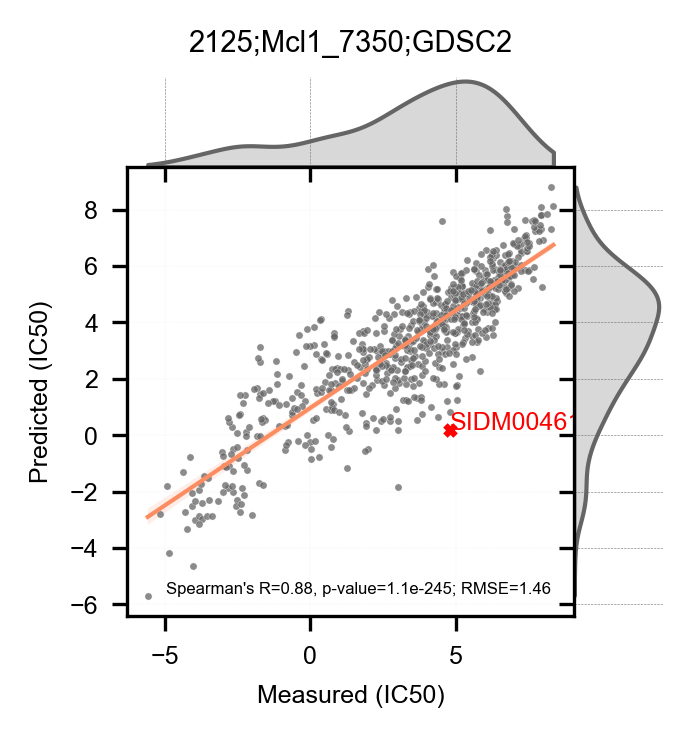 2125;Mcl1_7350;GDSC2
8
6
4
2
0
−2
−4
−6
Predicted (IC50)
SIDM00461
Spearman's R=0.88, p-value=1.1e-245; RMSE=1.46
−5
0
5
Measured (IC50)